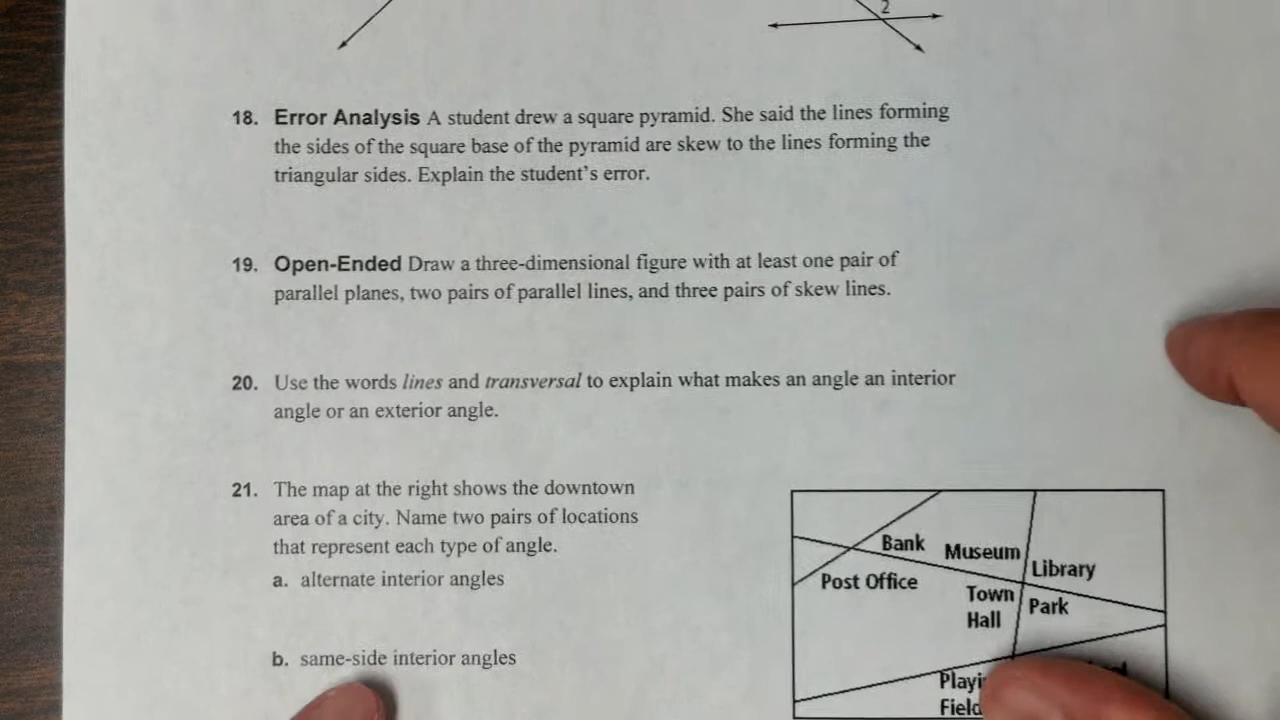 2
18. Error Analysis A student drew a square pyramid. She said the lines forming
the sides of the square base of the pyramid are skew to the lines forming the
triangular sides. Explain the student's error.
19. Open-Ended Draw a three-dimensional figure with at least one pair of
parallel planes, two pairs of parallel lines, and three pairs of skew lines.
20. Use the words lines and transversal to explain what makes an angle an interior
angle or an exterior angle.
21. The map at the right shows the downtown
area of a city. Name two pairs of locations
that represent each type of angle.
a. alternate interior angles
b. same-side interior angles
Bank
Museum
Library
Post Office
Town
Hall
Park